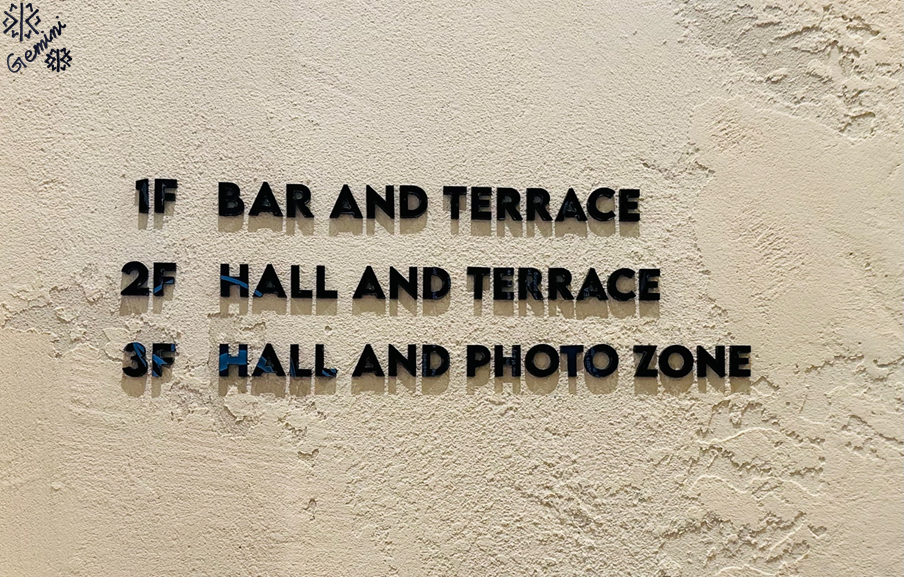 Gemini
1F BAR AND TERRACE
2F HALL AND TERRACE
3F HALL AND PHOTO ZONE